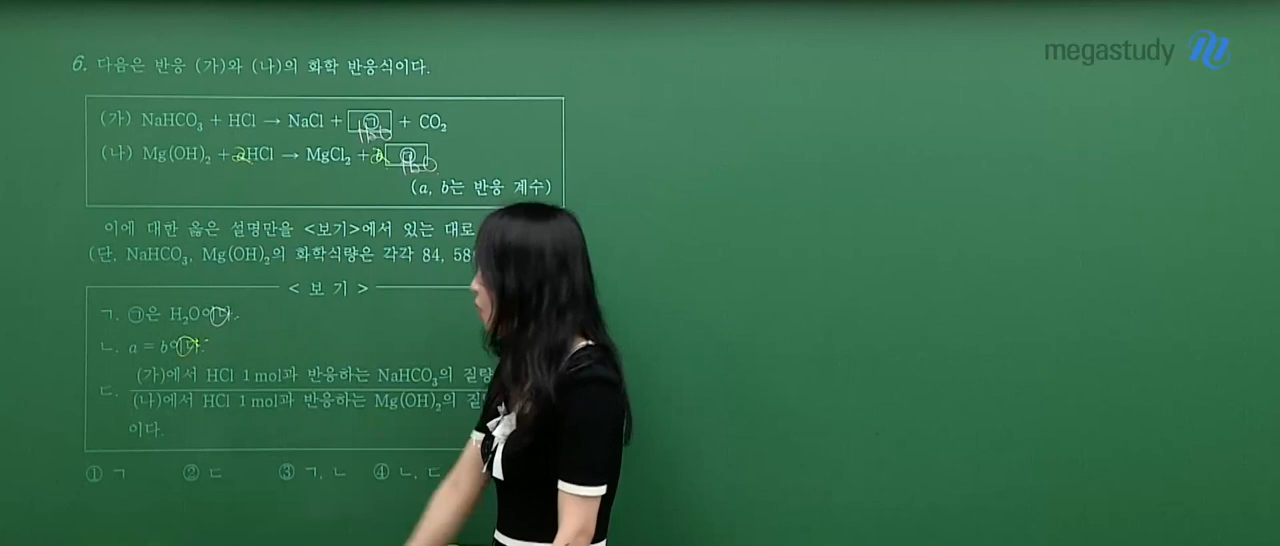 megastudy
6. 다음은 반응 (가)와 (나)의 화학 반응식이다.
(가) NaHCO₃ + HCl → NaCl + ㉠ + CO₂
H₂O
(나) Mg(OH)₂ + aHCl → MgCl₂ + b ㉠
H₂O
(a, b는 반응 계수)
이에 대한 옳은 설명만을 <보기>에서 있는 대로
(단, NaHCO₃, Mg(OH)₂의 화학식량은 각각 84, 58
< 보 기 >
ㄱ. ㉠은 H₂O이다.
ㄴ. a = b이다.
(가)에서 HCl 1 mol과 반응하는 NaHCO₃의 질량
ㄷ.
(나)에서 HCl 1 mol과 반응하는 Mg(OH)₂의
이다.
① ㄱ ② ㄷ ③ ㄱ, ㄴ ④ ㄴ, ㄷ